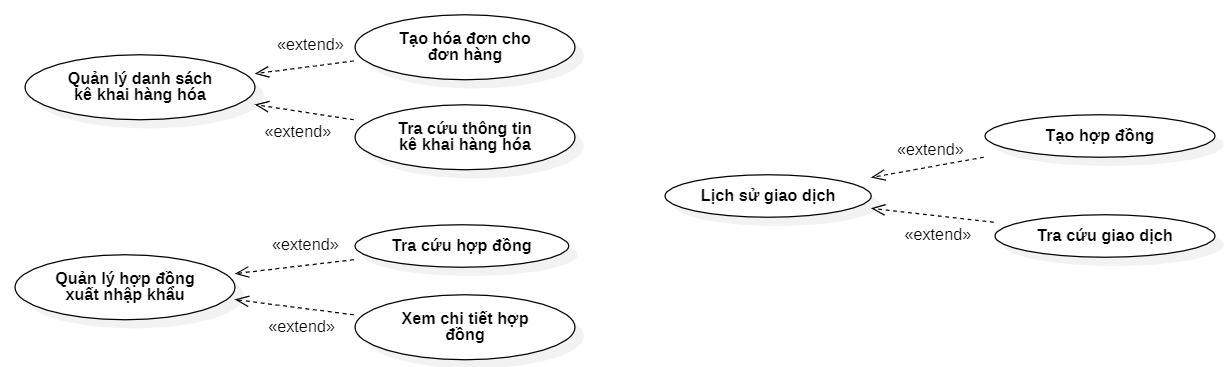 Quản lý danh sách
kê khai hàng hóa
«extend»
Tạo hóa đơn cho
đơn hàng
«extend»
Tra cứu thông tin
kê khai hàng hóa
Quản lý hợp đồng
xuất nhập khẩu
«extend»
Tra cứu hợp đồng
«extend»
Xem chi tiết hợp
đồng
Lịch sử giao dịch
«extend»
Tạo hợp đồng
«extend»
Tra cứu giao dịch